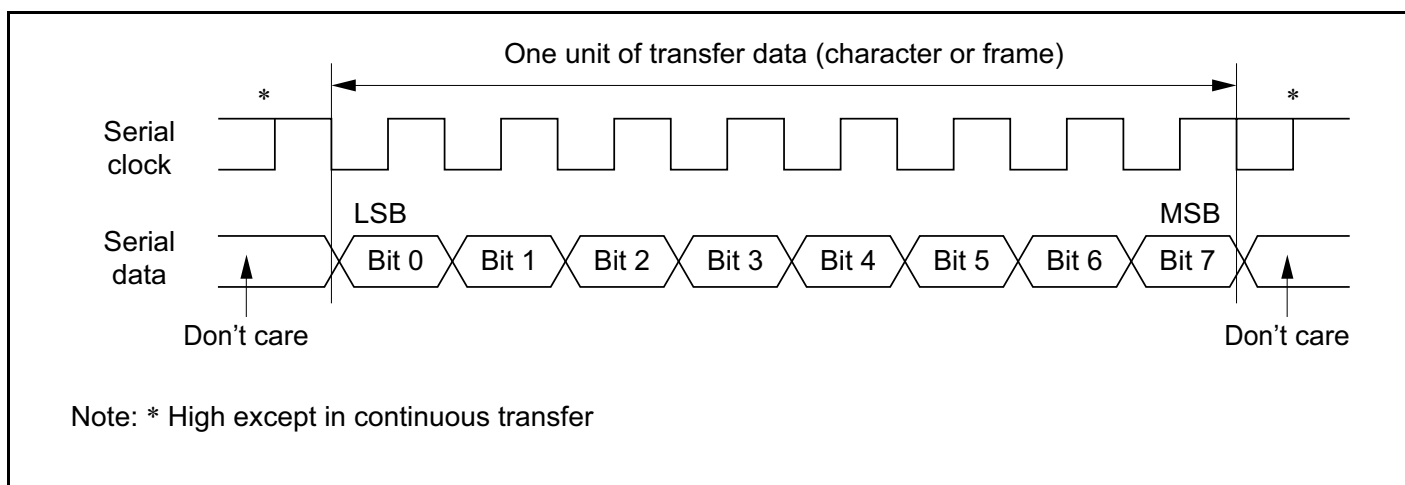 One unit of transfer data (character or frame)
* *
Serial
clock
LSB MSB
Serial
data
Bit 0 Bit 1 Bit 2 Bit 3 Bit 4 Bit 5 Bit 6 Bit 7
Don’t care Don’t care
Note: * High except in continuous transfer